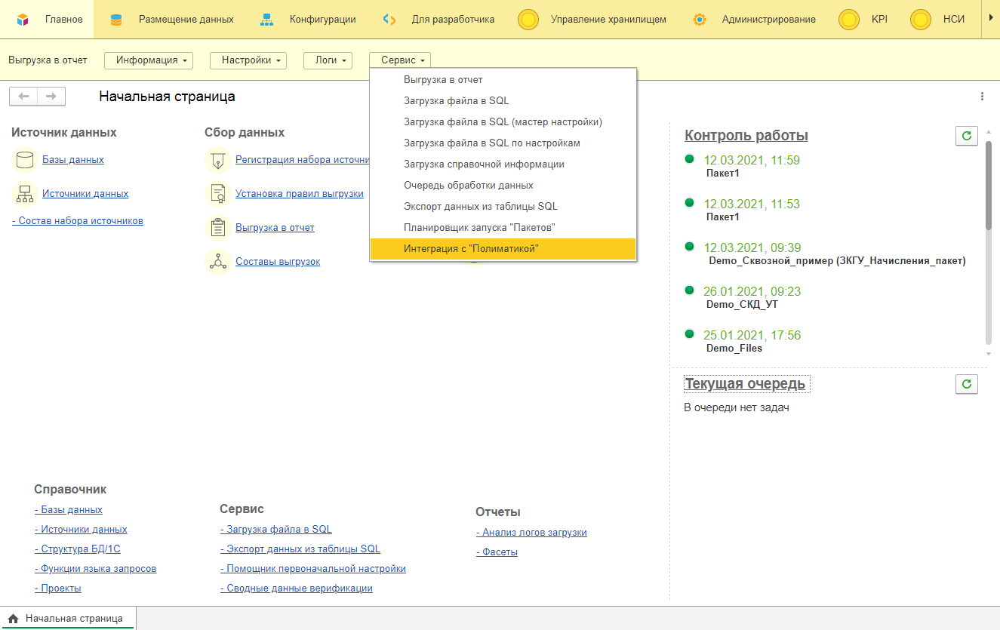 Главное
Размещение данных
Конфигурации
Для разработчика
Управление хранилищем
Администрирование
KPI
НСИ
Выгрузка в отчет
Информация
Настройки
Логи
Сервис
Выгрузка в отчет
Загрузка файла в SQL
Загрузка файла в SQL (мастер настройки)
Загрузка файла в SQL по настройкам
Загрузка справочной информации
Очередь обработки данных
Экспорт данных из таблицы SQL
Планировщик запуска "Пакетов"
Интеграция с "Полиматикой"
Начальная страница
Источник данных
Базы данных
Источники данных
- Состав набора источников
Сбор данных
Регистрация набора источни
Установка правил выгрузки
Выгрузка в отчет
Составы выгрузок
Контроль работы
12.03.2021, 11:59
Пакет1
12.03.2021, 11:53
Пакет1
12.03.2021, 09:39
Demo_Сквозной_пример (ЗКГУ_Начисления_пакет)
26.01.2021, 09:23
Demo_СКД_УТ
25.01.2021, 17:56
Demo_Files
Текущая очередь
В очереди нет задач
Справочник
- Базы данных
- Источники данных
- Структура БД/1С
- Функции языка запросов
- Проекты
Сервис
- Загрузка файла в SQL
- Экспорт данных из таблицы SQL
- Помощник первоначальной настройки
- Сводные данные верификации
Отчеты
- Анализ логов загрузки
- Фасеты
Начальная страница